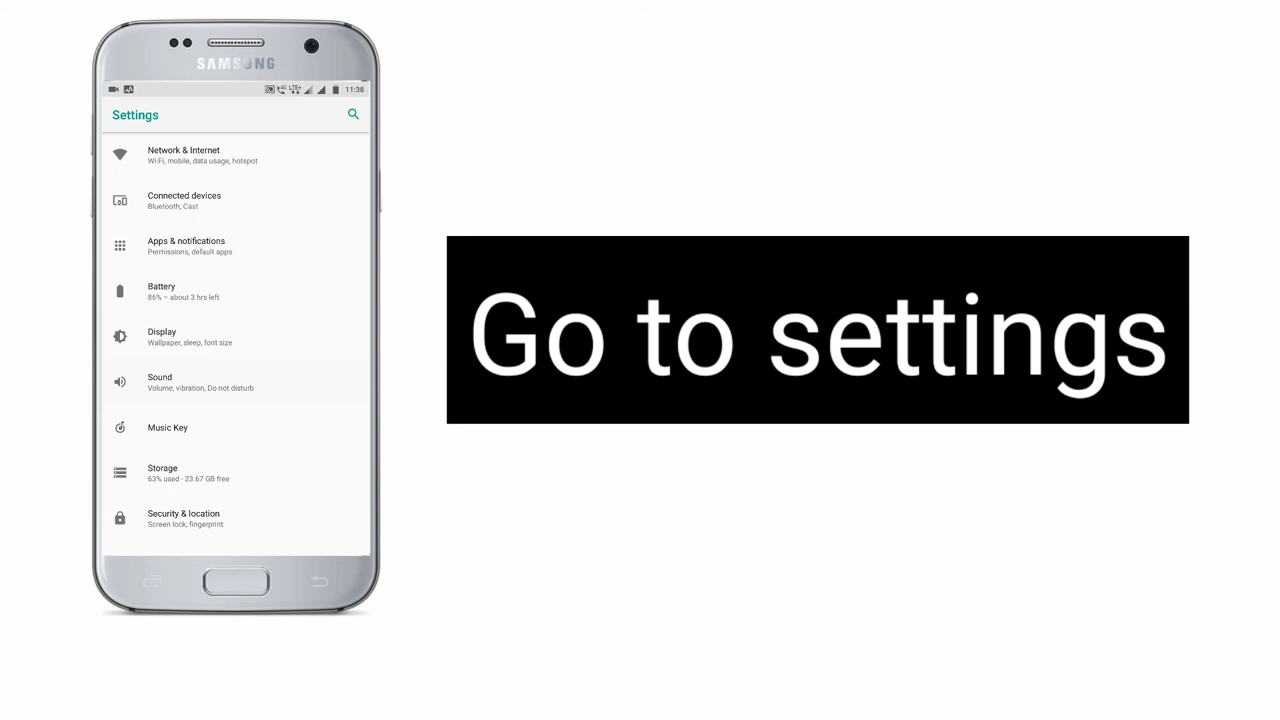 SAMSUNG
LTE+ 11:38
Settings
Network & Internet
Wi-Fi, mobile, data usage, hotspot
Connected devices
Bluetooth, Cast
Apps & notifications
Permissions, default apps
Battery
86% – about 3 hrs left
Display
Wallpaper, sleep, font size
Sound
Volume, vibration, Do not disturb
Music Key
Storage
63% used - 23.67 GB free
Security & location
Screen lock, fingerprint
Go to settings